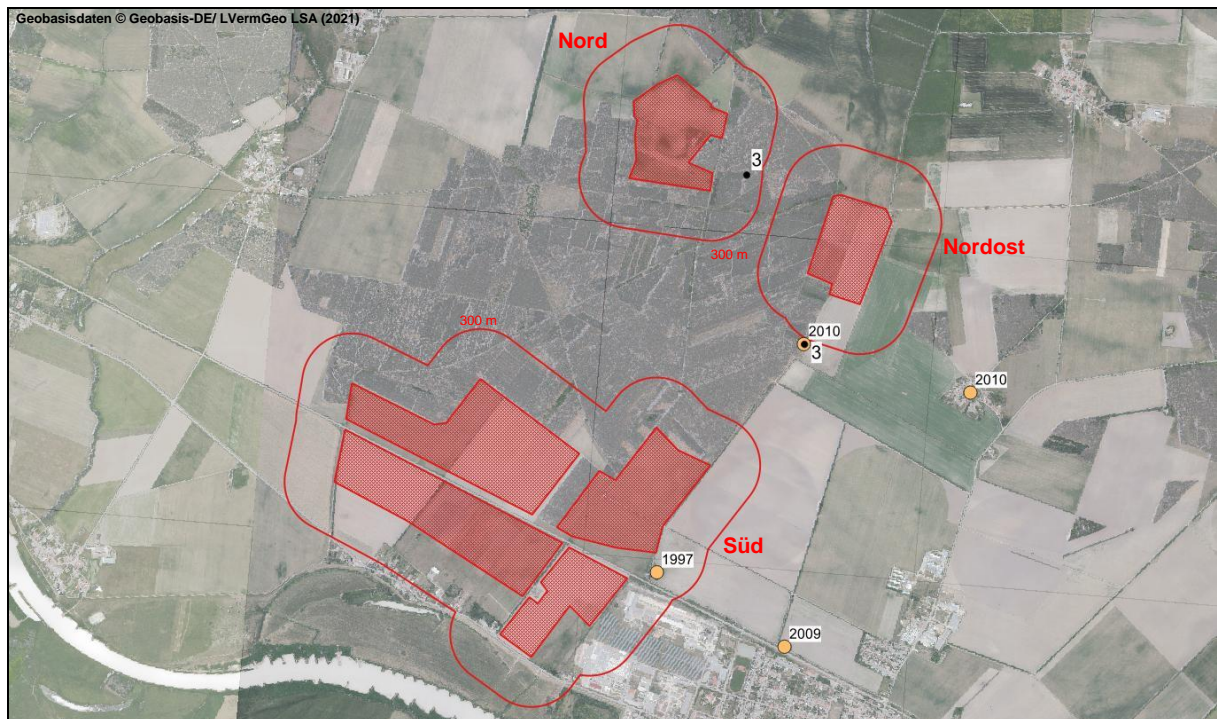 Geobasisdaten © Geobasis-DE/ LVermGeo LSA (2021)
Nord
3
Nordost
300 m
300 m
2010
3
2010
Süd
1997
2009